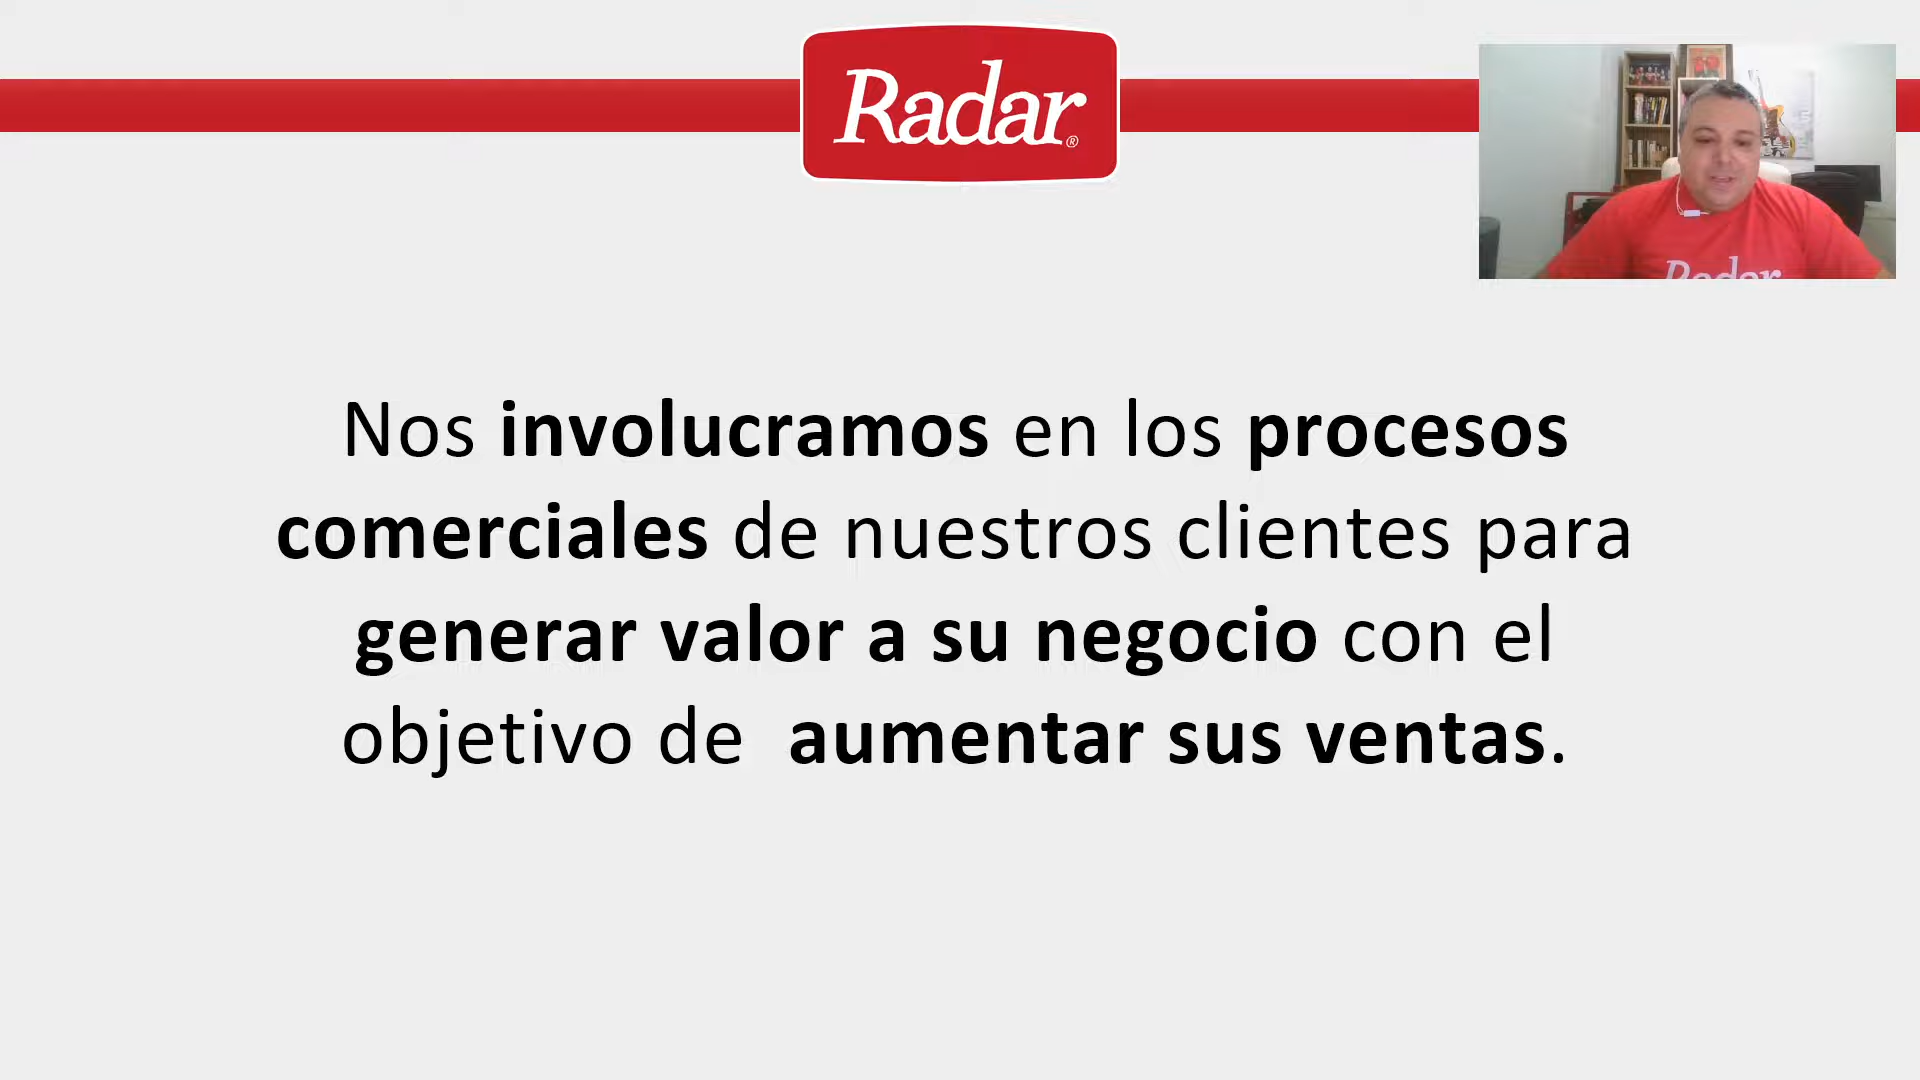 Radar®
Radar
Nos involucramos en los procesos
comerciales de nuestros clientes para
generar valor a su negocio con el
objetivo de aumentar sus ventas.